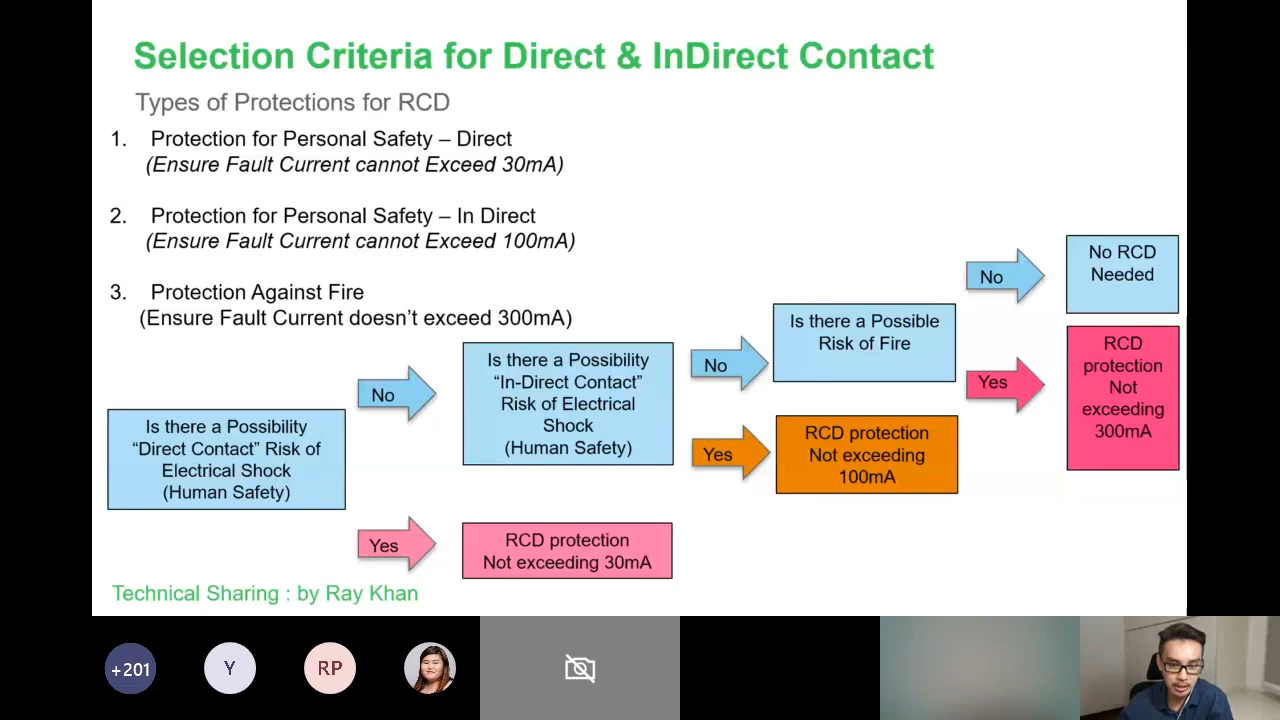 Selection Criteria for Direct & InDirect Contact
Types of Protections for RCD
1. Protection for Personal Safety – Direct
(Ensure Fault Current cannot Exceed 30mA)
2. Protection for Personal Safety – In Direct
(Ensure Fault Current cannot Exceed 100mA)
3. Protection Against Fire
(Ensure Fault Current doesn’t exceed 300mA)
Is there a Possibility
“Direct Contact” Risk of
Electrical Shock
(Human Safety)
No
Yes
Is there a Possibility
“In-Direct Contact”
Risk of Electrical
Shock
(Human Safety)
RCD protection
Not exceeding 30mA
No
Yes
Is there a Possible
Risk of Fire
RCD protection
Not exceeding
100mA
No
Yes
No RCD
Needed
RCD
protection
Not
exceeding
300mA
Technical Sharing : by Ray Khan
+201
Y
RP